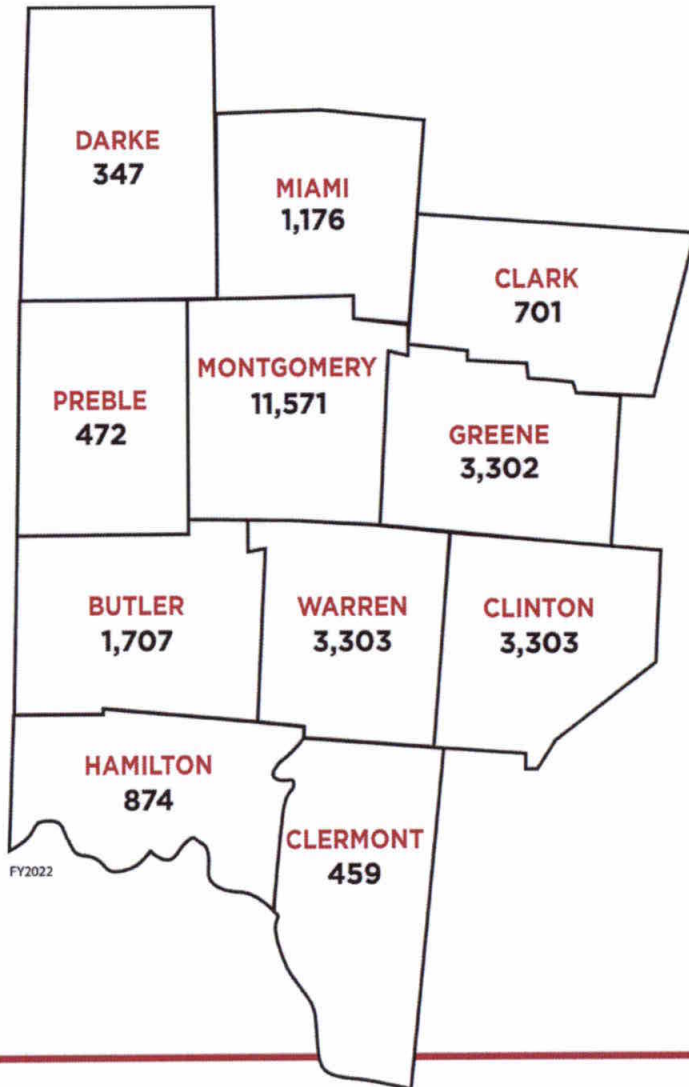 DARKE
347
MIAMI
1,176
CLARK
701
PREBLE
472
MONTGOMERY
11,571
GREENE
3,302
BUTLER
1,707
WARREN
3,303
CLINTON
3,303
HAMILTON
874
CLERMONT
459
FY2022